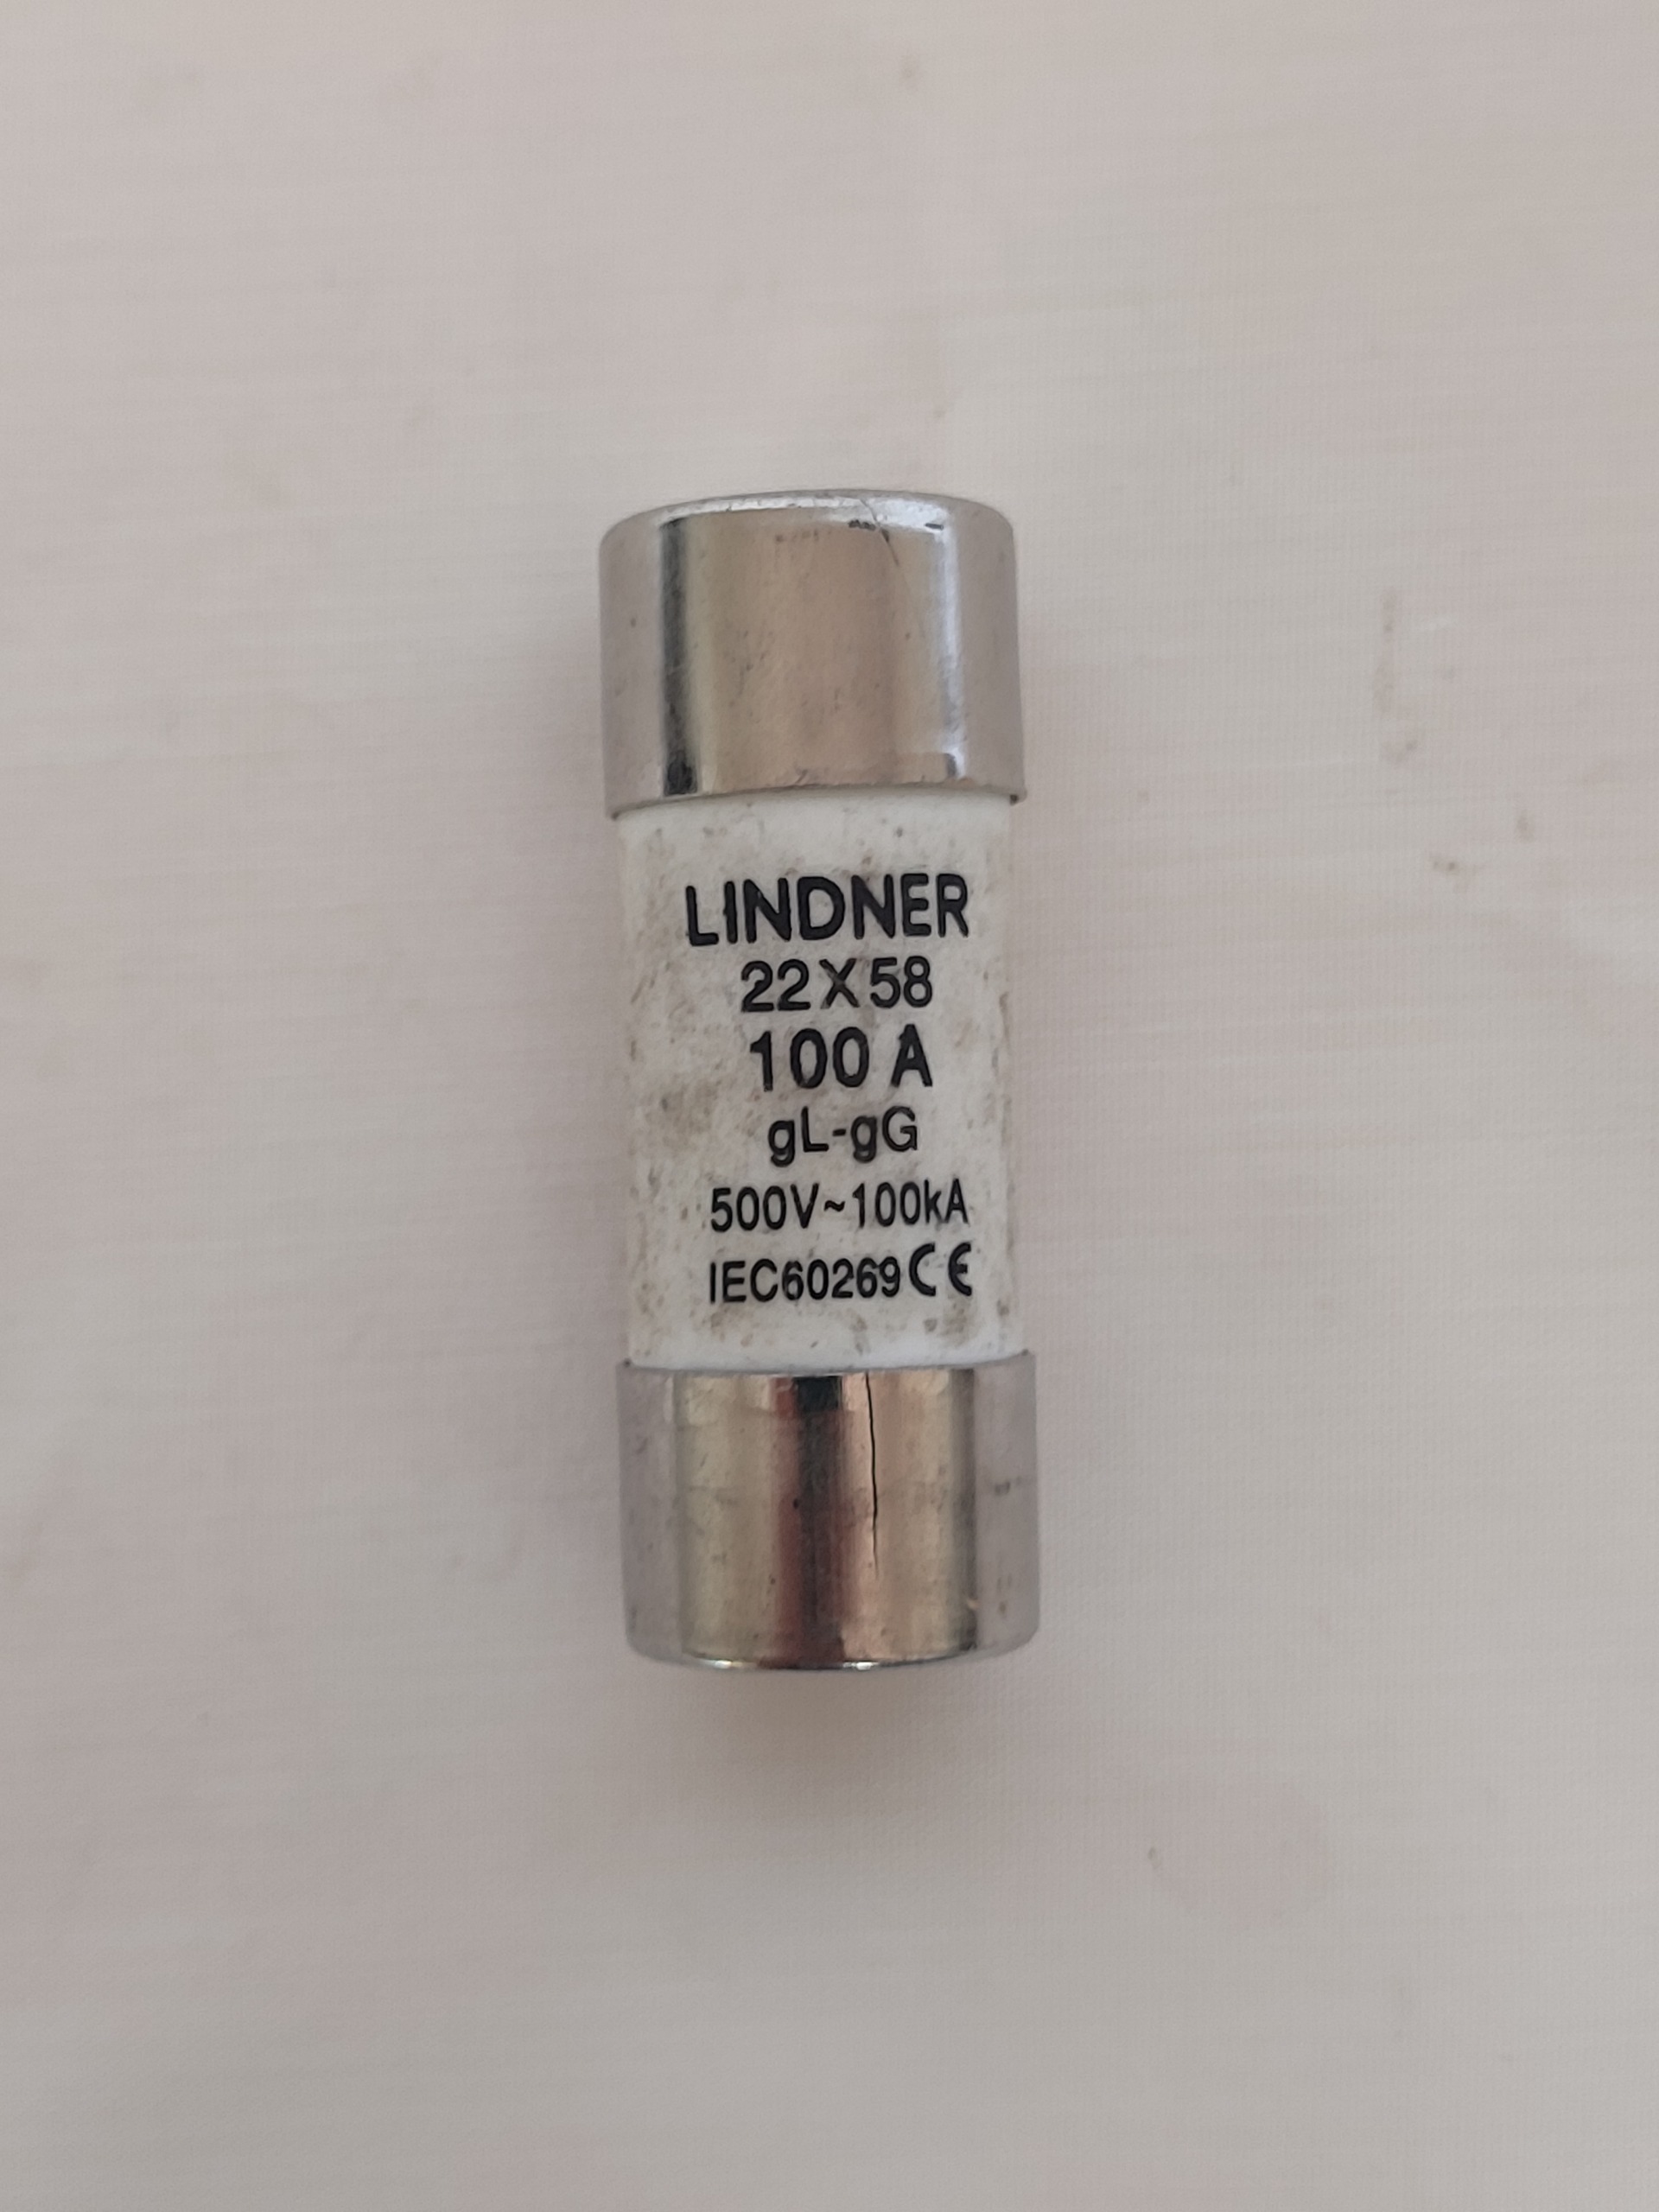 LINDNER
22X58
100 A
gL-gG
500V~100kA
IEC60269 CE